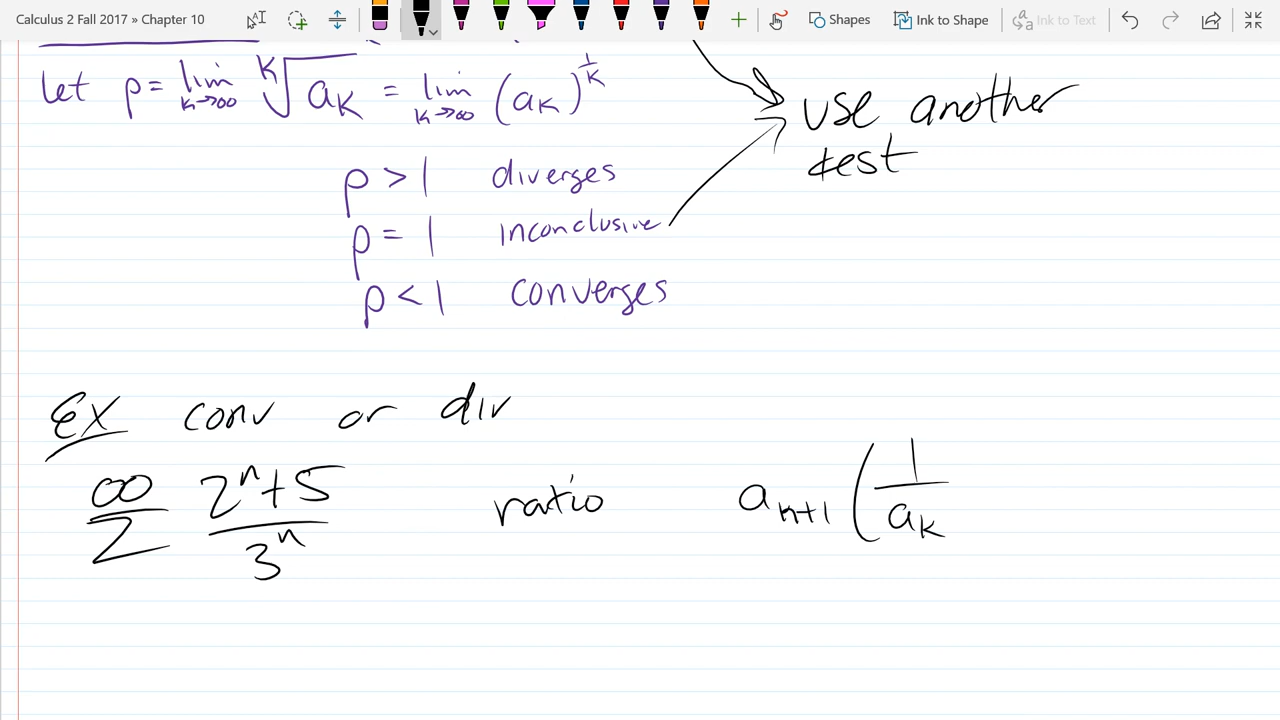 Calculus 2 Fall 2017 » Chapter 10
Shapes
Ink to Shape
Ink to Text
let ρ = lim k→∞ ᴷ√aₖ = lim k→∞ (aₖ)^(1/k)
use another
test
ρ > 1 diverges
ρ = 1 inconclusive
ρ < 1 converges
Ex conv or div
∞ Σ (2ⁿ+5)/3ⁿ ratio aₙ₊₁ (1/aₖ